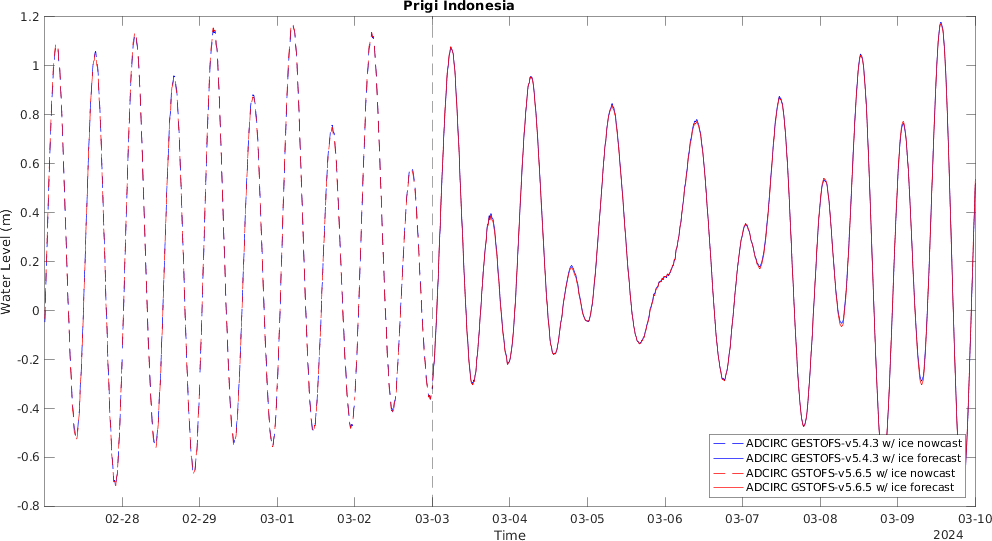 Prigi Indonesia
1.2
1
0.8
0.6
0.4
0.2
0
-0.2
-0.4
-0.6
-0.8
Water Level (m)
ADCIRC GESTOFS-v5.4.3 w/ ice nowcast
ADCIRC GESTOFS-v5.4.3 w/ ice forecast
ADCIRC GSTOFS-v5.6.5 w/ ice nowcast
ADCIRC GSTOFS-v5.6.5 w/ ice forecast
02-28 02-29 03-01 03-02 03-03 03-04 03-05 03-06 03-07 03-08 03-09 03-10
Time
2024